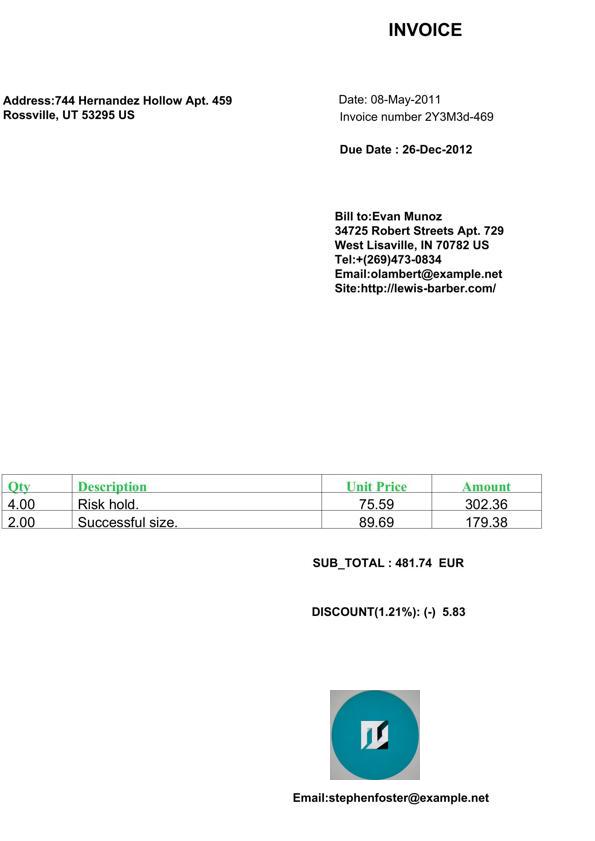 INVOICE
Address:744 Hernandez Hollow Apt. 459
Rossville, UT 53295 US
Date: 08-May-2011
Invoice number 2Y3M3d-469
Due Date : 26-Dec-2012
Bill to:Evan Munoz
34725 Robert Streets Apt. 729
West Lisaville, IN 70782 US
Tel:+(269)473-0834
Email:olambert@example.net
Site:http://lewis-barber.com/
Qty Description Unit Price Amount
4.00 Risk hold. 75.59 302.36
2.00 Successful size. 89.69 179.38
SUB_TOTAL : 481.74 EUR
DISCOUNT(1.21%): (-) 5.83
Email:stephenfoster@example.net